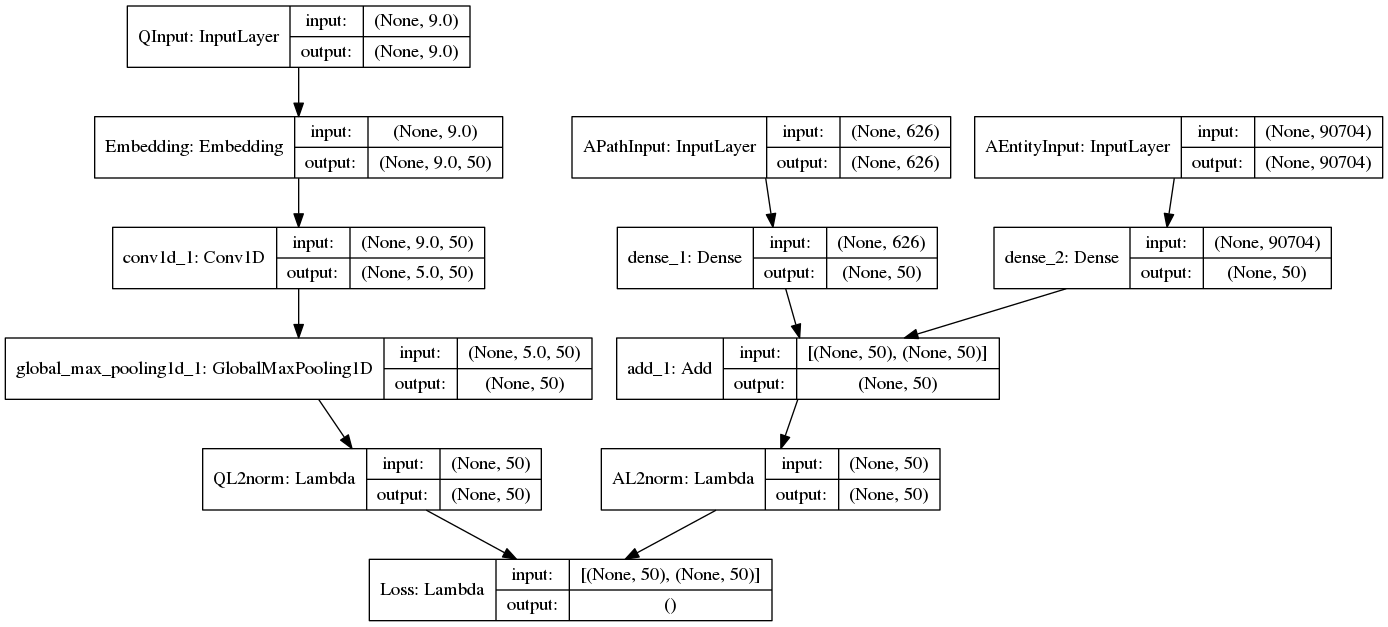 QInput: InputLayer
input: (None, 9.0)
output: (None, 9.0)
Embedding: Embedding
input: (None, 9.0)
output: (None, 9.0, 50)
APathInput: InputLayer
input: (None, 626)
output: (None, 626)
AEntityInput: InputLayer
input: (None, 90704)
output: (None, 90704)
conv1d_1: Conv1D
input: (None, 9.0, 50)
output: (None, 5.0, 50)
dense_1: Dense
input: (None, 626)
output: (None, 50)
dense_2: Dense
input: (None, 90704)
output: (None, 50)
global_max_pooling1d_1: GlobalMaxPooling1D
input: (None, 5.0, 50)
output: (None, 50)
add_1: Add
input: [(None, 50), (None, 50)]
output: (None, 50)
QL2norm: Lambda
input: (None, 50)
output: (None, 50)
AL2norm: Lambda
input: (None, 50)
output: (None, 50)
Loss: Lambda
input: [(None, 50), (None, 50)]
output: ()